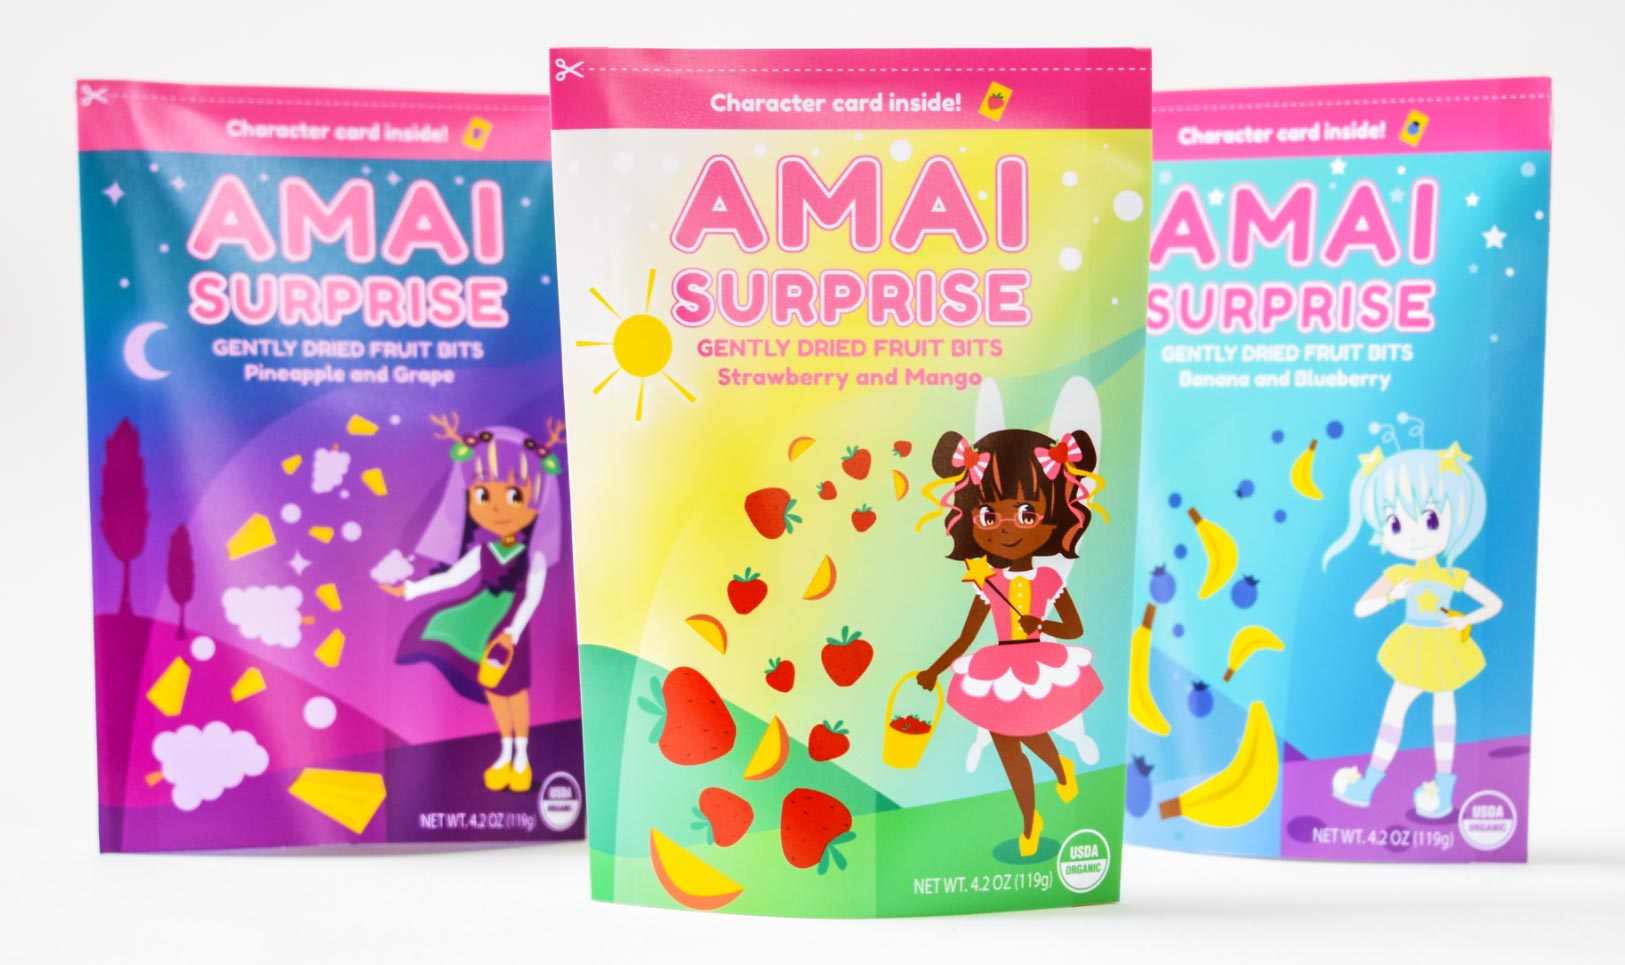 Character card inside!
AMAI
SURPRISE
GENTLY DRIED FRUIT BITS
Pineapple and Grape
NET WT. 4.2 OZ (119g)
USDA
ORGANIC
Character card inside!
AMAI
SURPRISE
GENTLY DRIED FRUIT BITS
Strawberry and Mango
NET WT. 4.2 OZ (119g)
USDA
ORGANIC
Character card inside!
AMAI
SURPRISE
GENTLY DRIED FRUIT BITS
Banana and Blueberry
NET WT. 4.2 OZ (119g)
USDA
ORGANIC